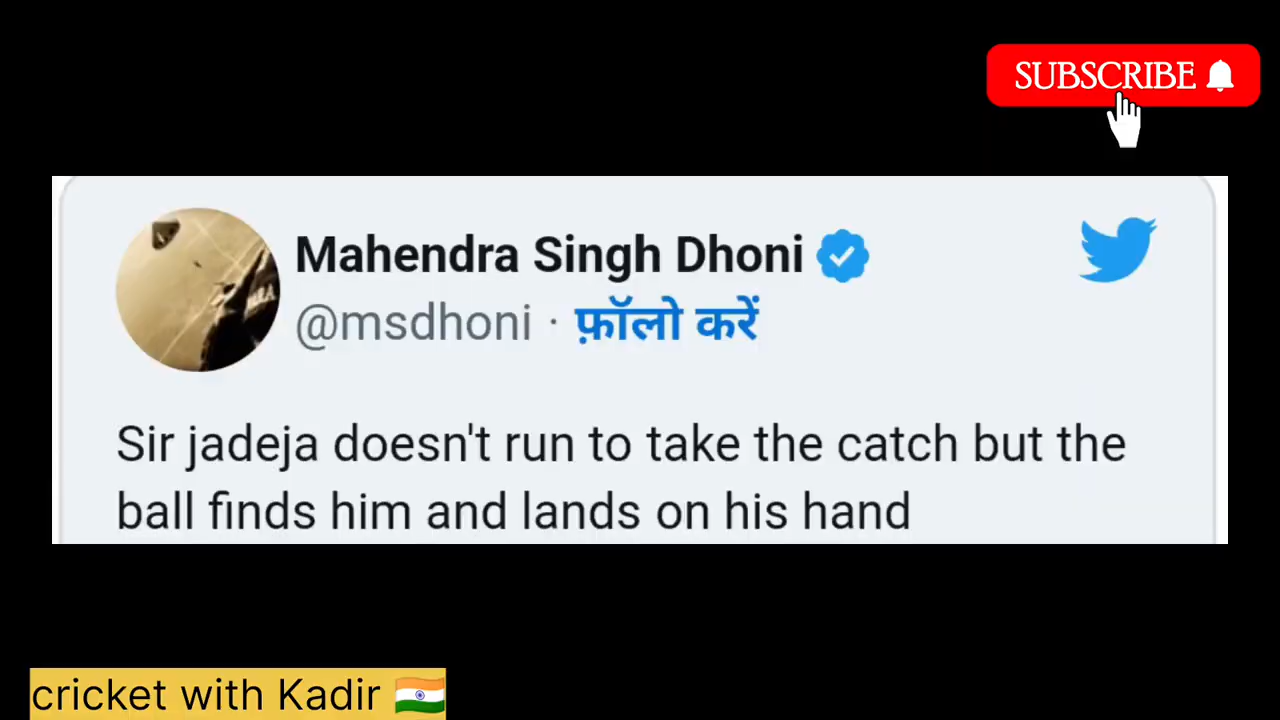 SUBSCRIBE
Mahendra Singh Dhoni
@msdhoni · फ़ॉलो करें
Sir jadeja doesn't run to take the catch but the
ball finds him and lands on his hand
cricket with Kadir 🇮🇳